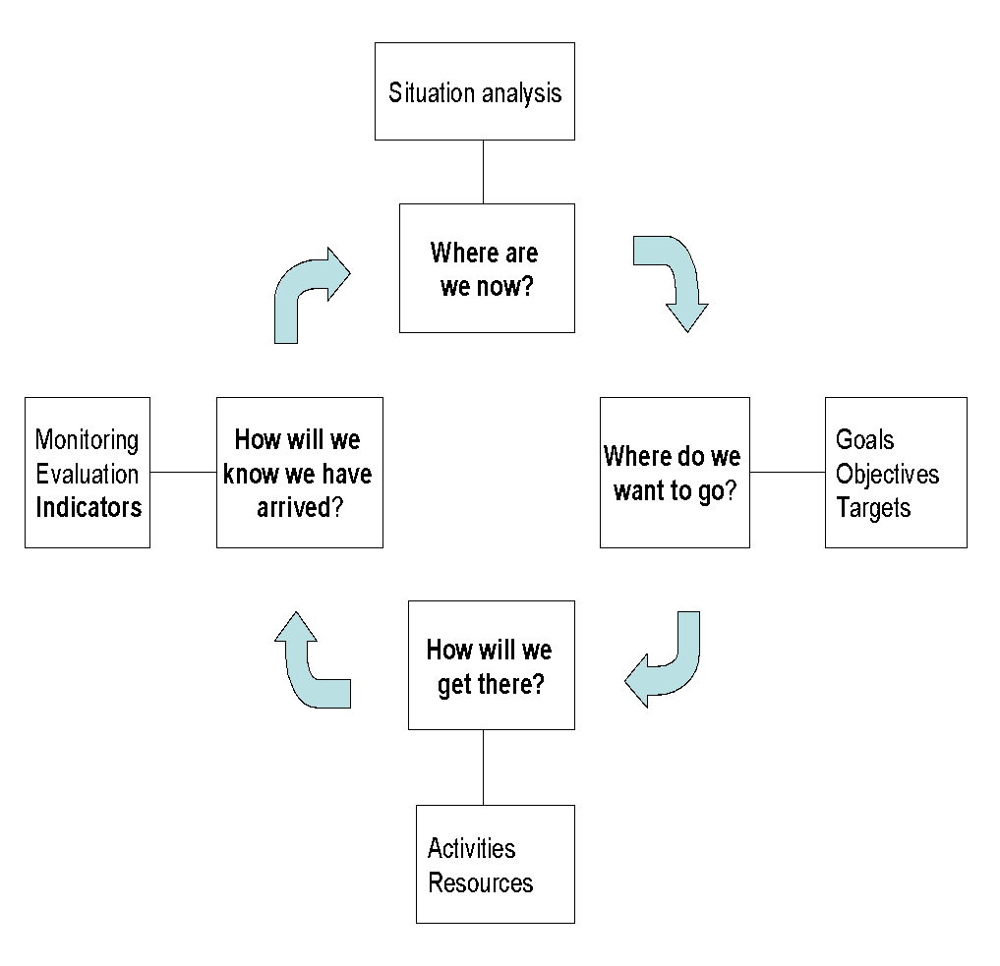 Situation analysis
Where are
we now?
Monitoring
Evaluation
Indicators
How will we
know we have
arrived?
Where do we
want to go?
Goals
Objectives
Targets
How will we
get there?
Activities
Resources